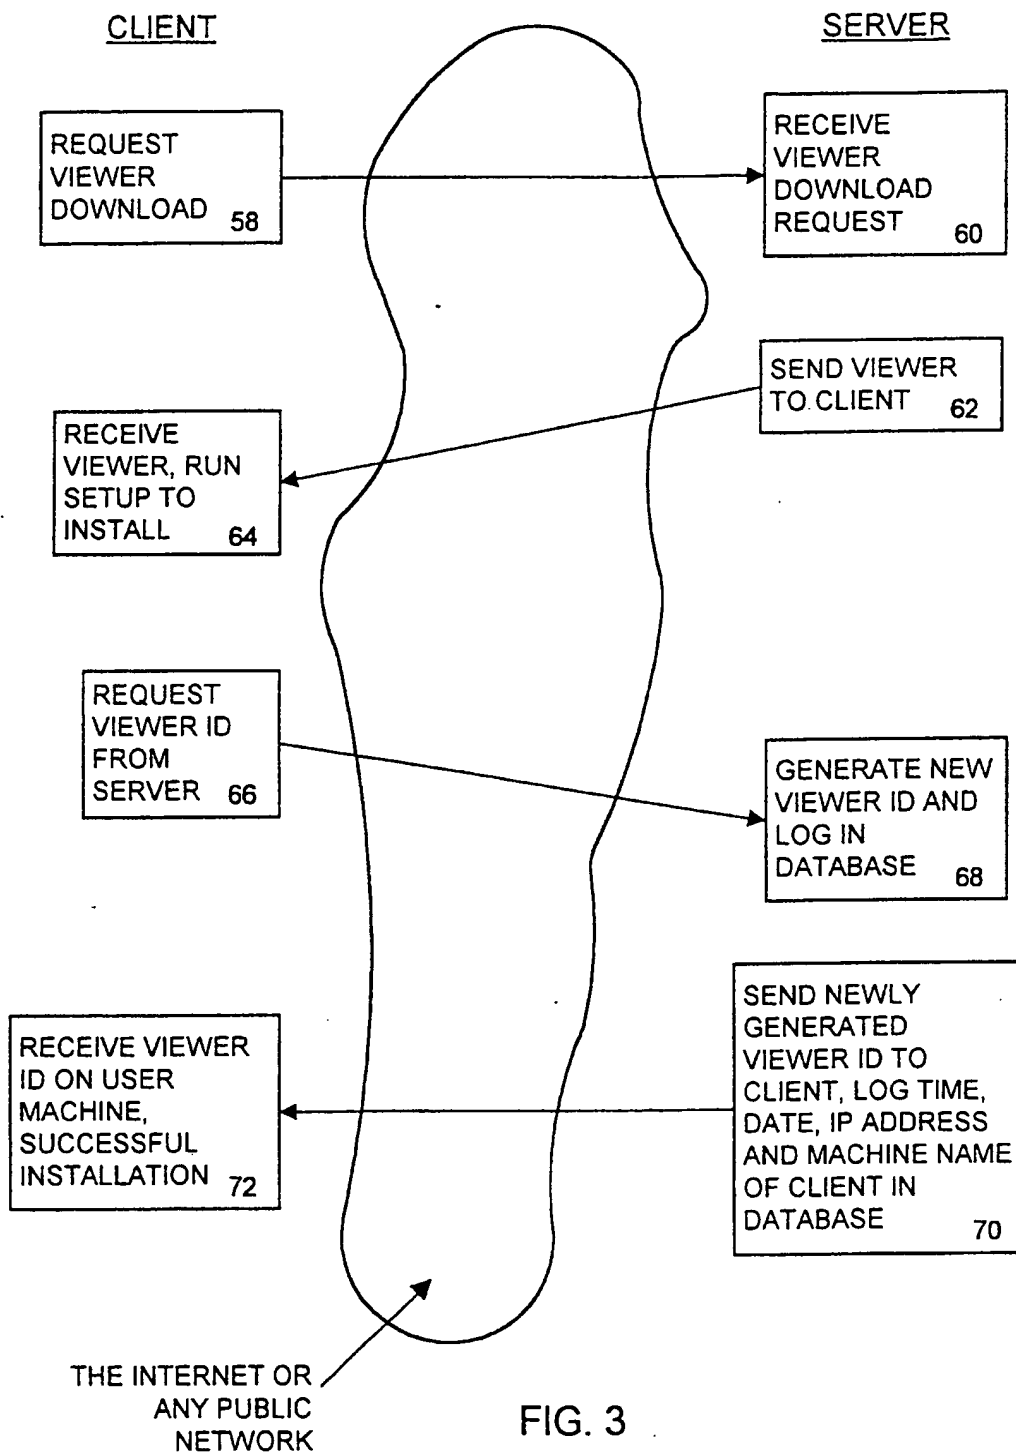 CLIENT
SERVER
REQUEST
VIEWER
DOWNLOAD
58
RECEIVE
VIEWER
DOWNLOAD
REQUEST
60
SEND VIEWER
TO CLIENT
62
RECEIVE
VIEWER, RUN
SETUP TO
INSTALL
64
REQUEST
VIEWER ID
FROM
SERVER
66
GENERATE NEW
VIEWER ID AND
LOG IN
DATABASE
68
SEND NEWLY
GENERATED
VIEWER ID TO
CLIENT, LOG TIME,
DATE, IP ADDRESS
AND MACHINE NAME
OF CLIENT IN
DATABASE
70
RECEIVE VIEWER
ID ON USER
MACHINE,
SUCCESSFUL
INSTALLATION
72
THE INTERNET OR
ANY PUBLIC
NETWORK
FIG. 3